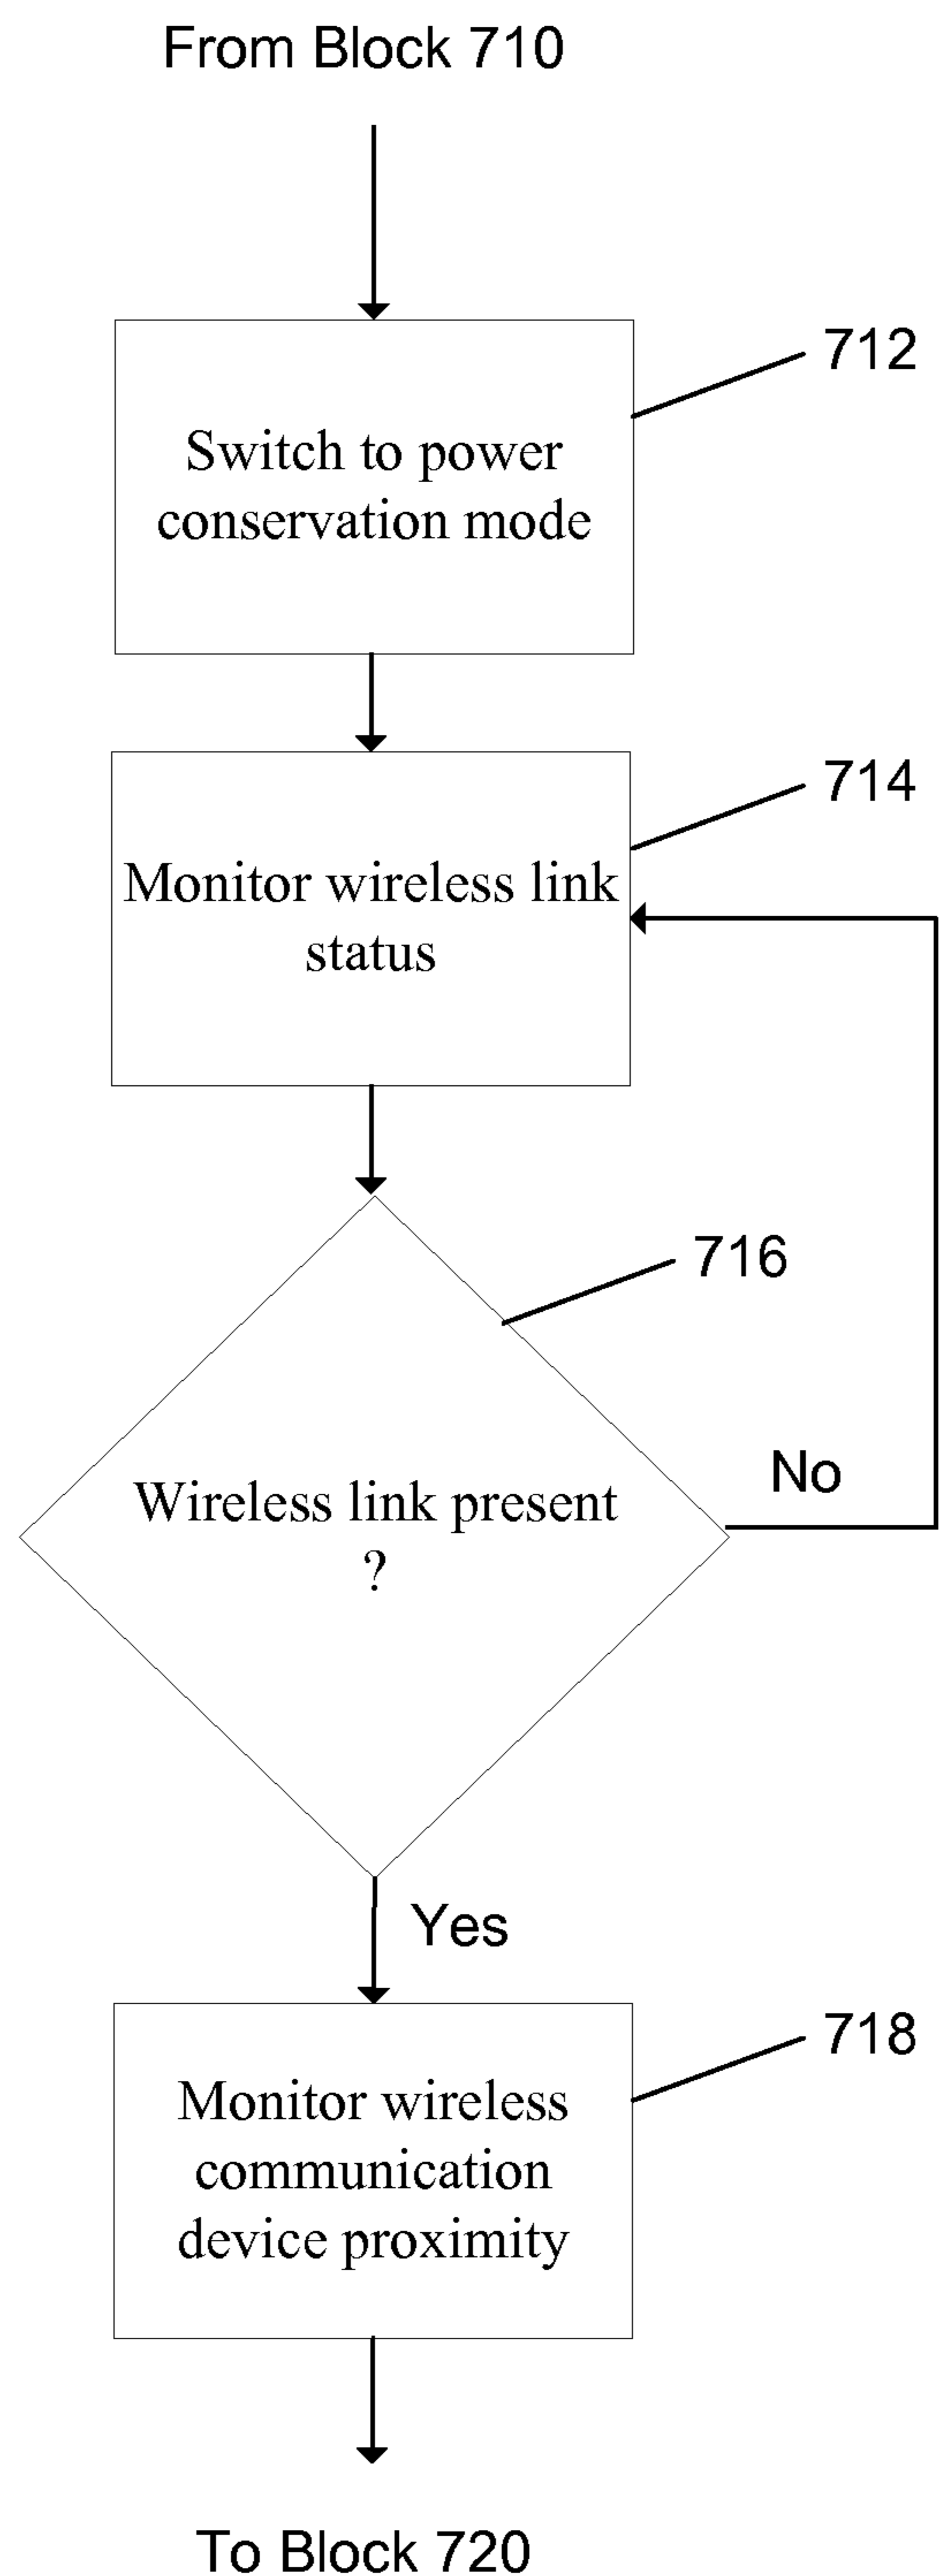 From Block 710
712
Switch to power
conservation mode
714
Monitor wireless link
status
716
Wireless link present
?
No
Yes
718
Monitor wireless
communication
device proximity
To Block 720